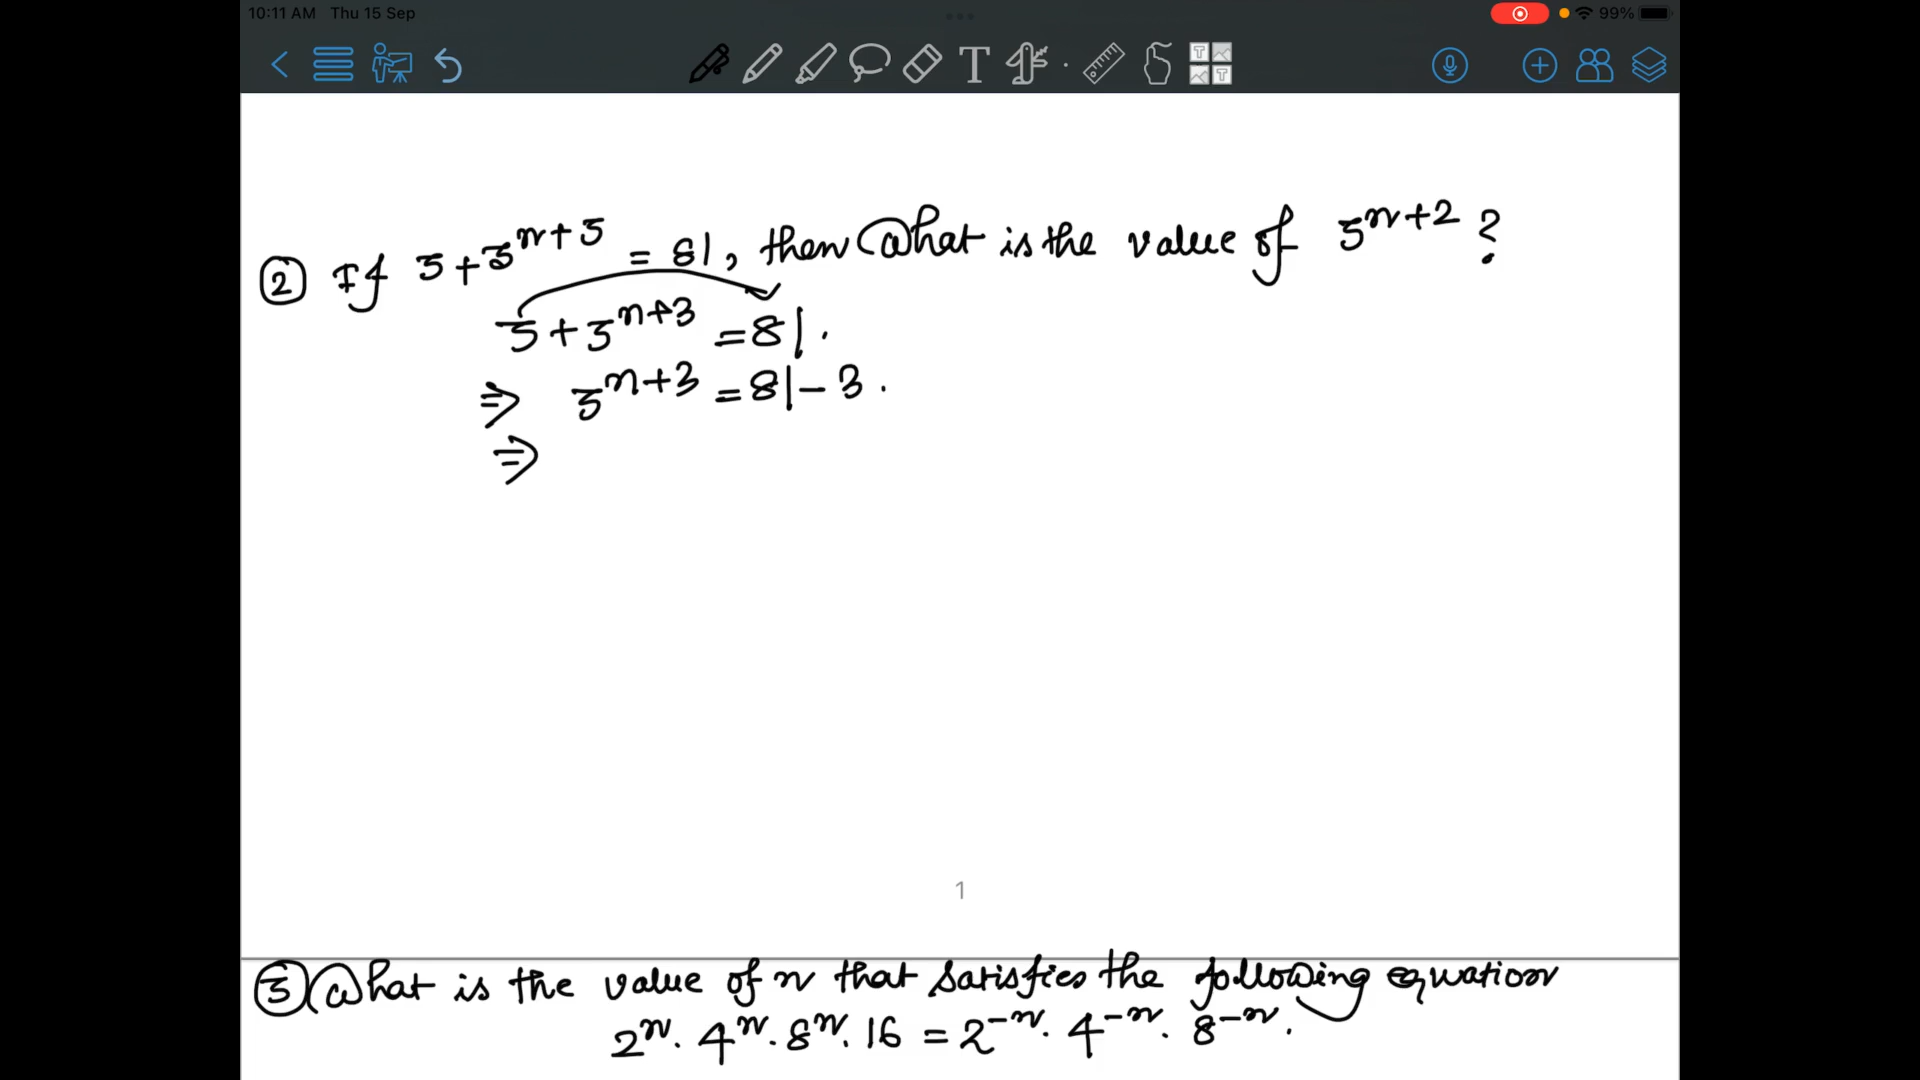 10:11 AM Thu 15 Sep
99%
② If 3+3^{n+3} = 81, then What is the value of 3^{n+2} ?
3+3^{n+3} = 81.
⇒ 3^{n+3} = 81-3.
⇒
1
③ What is the value of n that satisfies the following equation
2^n. 4^n. 8^n. 16 = 2^{-n}. 4^{-n}. 8^{-n}.